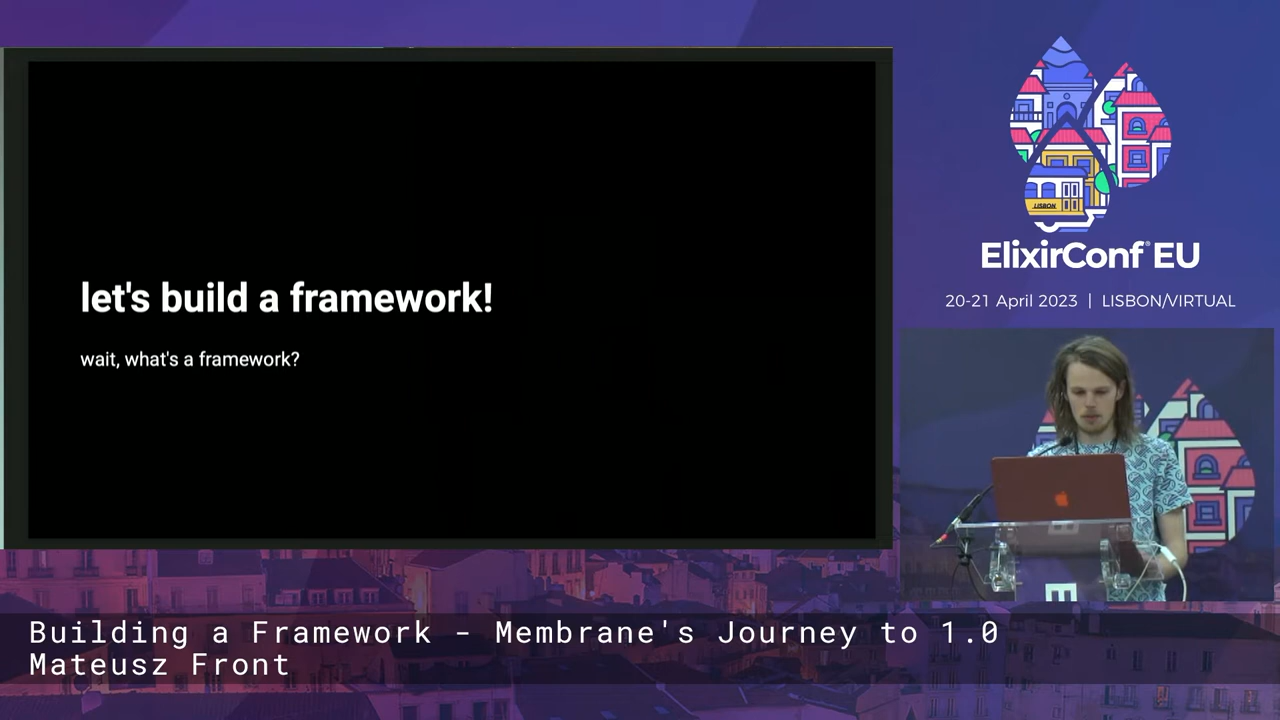 let's build a framework!
wait, what's a framework?
LISBON
ElixirConf® EU
20-21 April 2023 | LISBON/VIRTUAL
E
Building a Framework - Membrane's Journey to 1.0
Mateusz Front